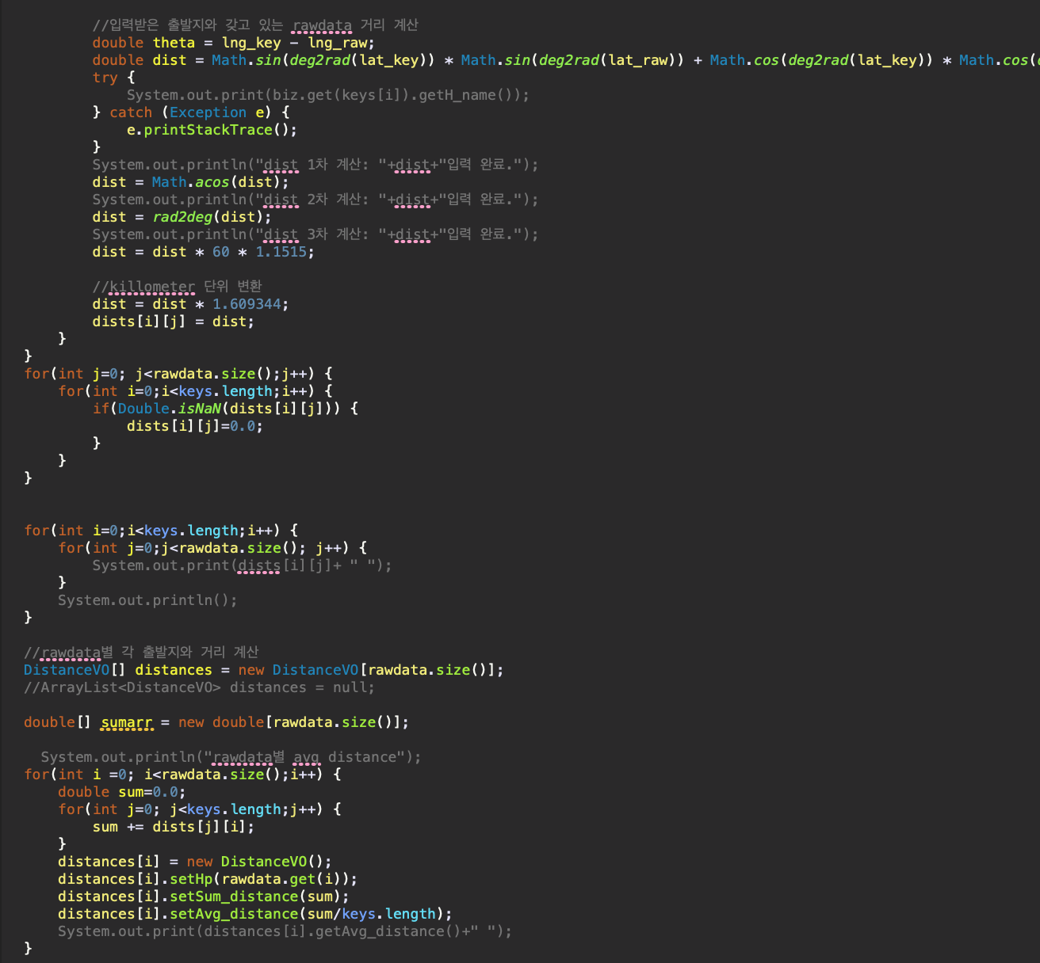 //입력받은 출발지와 갖고 있는 rawdata 거리 계산
double theta = lng_key - lng_raw;
double dist = Math.sin(deg2rad(lat_key)) * Math.sin(deg2rad(lat_raw)) + Math.cos(deg2rad(lat_key)) * Math.cos(
try {
System.out.print(biz.get(keys[i]).getH_name());
} catch (Exception e) {
e.printStackTrace();
}
System.out.println("dist 1차 계산: "+dist+"입력 완료.");
dist = Math.acos(dist);
System.out.println("dist 2차 계산: "+dist+"입력 완료.");
dist = rad2deg(dist);
System.out.println("dist 3차 계산: "+dist+"입력 완료.");
dist = dist * 60 * 1.1515;
//killometer 단위 변환
dist = dist * 1.609344;
dists[i][j] = dist;
}
}
for(int j=0; j<rawdata.size();j++) {
for(int i=0;i<keys.length;i++) {
if(Double.isNaN(dists[i][j])) {
dists[i][j]=0.0;
}
}
}
for(int i=0;i<keys.length;i++) {
for(int j=0;j<rawdata.size(); j++) {
System.out.print(dists[i][j]+ " ");
}
System.out.println();
}
//rawdata별 각 출발지와 거리 계산
DistanceVO[] distances = new DistanceVO[rawdata.size()];
//ArrayList<DistanceVO> distances = null;
double[] sumarr = new double[rawdata.size()];
System.out.println("rawdata별 avg distance");
for(int i =0; i<rawdata.size();i++) {
double sum=0.0;
for(int j=0; j<keys.length;j++) {
sum += dists[j][i];
}
distances[i] = new DistanceVO();
distances[i].setHp(rawdata.get(i));
distances[i].setSum_distance(sum);
distances[i].setAvg_distance(sum/keys.length);
System.out.print(distances[i].getAvg_distance()+" ");
}